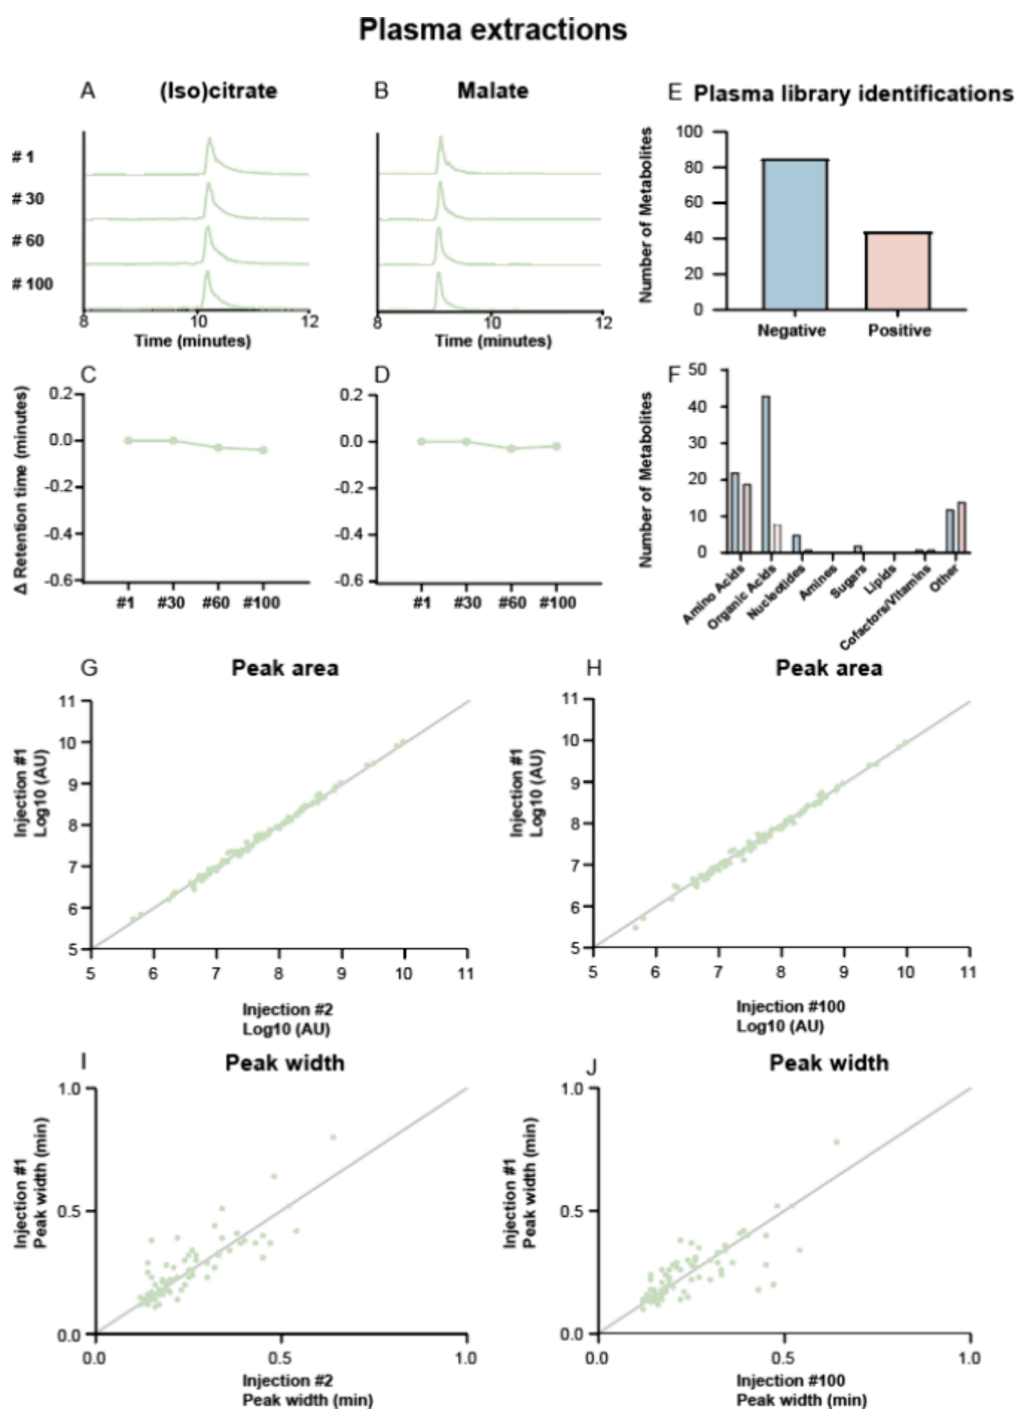 Plasma extractions
A (Iso)citrate
B Malate
E Plasma library identifications
# 1
# 30
# 60
# 100
8 10 12
Time (minutes)
8 10 12
Time (minutes)
Number of Metabolites
100
80
60
40
20
0
Negative Positive
C
Δ Retention time (minutes)
0.2
0.0
-0.2
-0.4
-0.6
#1 #30 #60 #100
D
0.2
0.0
-0.2
-0.4
-0.6
#1 #30 #60 #100
F
Number of Metabolites
50
40
30
20
10
0
Amino Acids
Organic Acids
Nucleotides
Amines
Sugars
Lipids
Cofactors/Vitamins
Other
G Peak area
Injection #1
Log10 (AU)
11
10
9
8
7
6
5
5 6 7 8 9 10 11
Injection #2
Log10 (AU)
H Peak area
Injection #1
Log10 (AU)
11
10
9
8
7
6
5
5 6 7 8 9 10 11
Injection #100
Log10 (AU)
I Peak width
Injection #1
Peak width (min)
1.0
0.5
0.0
0.0 0.5 1.0
Injection #2
Peak width (min)
J Peak width
Injection #1
Peak width (min)
1.0
0.5
0.0
0.0 0.5 1.0
Injection #100
Peak width (min)